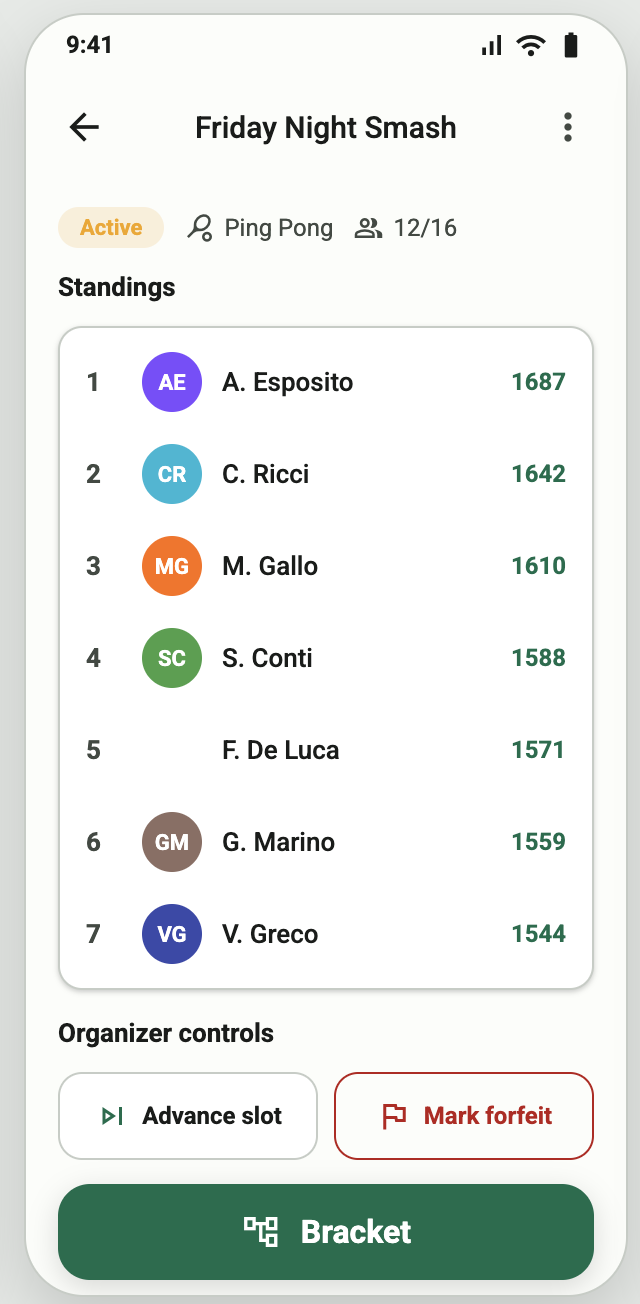 9:41
Friday Night Smash
Active Ping Pong 12/16
Standings
1 AE A. Esposito 1687
2 CR C. Ricci 1642
3 MG M. Gallo 1610
4 SC S. Conti 1588
5 F. De Luca 1571
6 GM G. Marino 1559
7 VG V. Greco 1544
Organizer controls
Advance slot Mark forfeit
Bracket